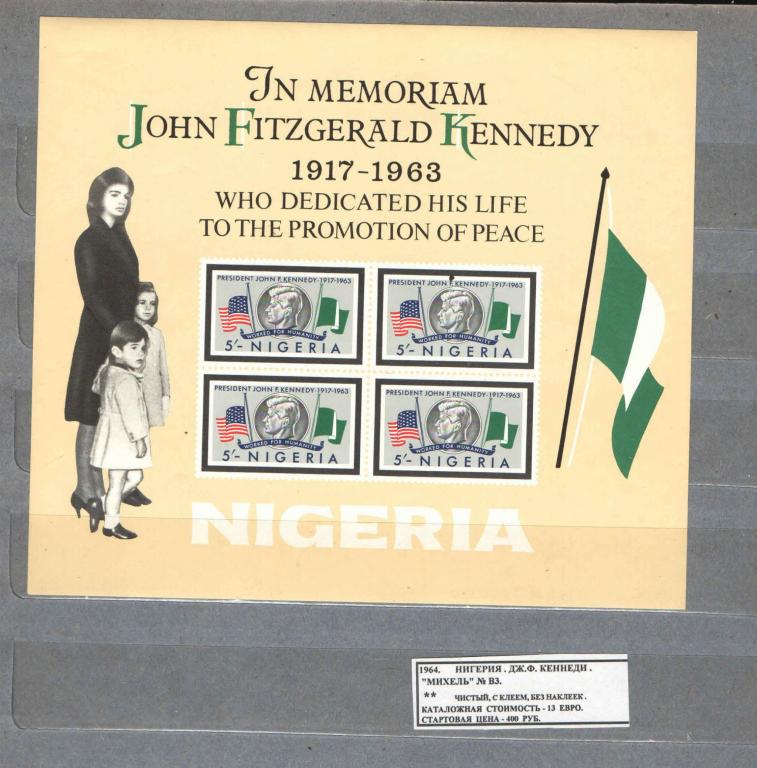 IN MEMORIAM
JOHN FITZGERALD KENNEDY
1917-1963
WHO DEDICATED HIS LIFE
TO THE PROMOTION OF PEACE
PRESIDENT JOHN F. KENNEDY·1917-1963
WORKED FOR HUMANITY
5/- NIGERIA
PRESIDENT JOHN F. KENNEDY·1917-1963
WORKED FOR HUMANITY
5/- NIGERIA
PRESIDENT JOHN F. KENNEDY·1917-1963
WORKED FOR HUMANITY
5/- NIGERIA
PRESIDENT JOHN F. KENNEDY·1917-1963
WORKED FOR HUMANITY
5/- NIGERIA
NIGERIA
1964. НИГЕРИЯ . ДЖ.Ф. КЕННЕДИ .
"МИХЕЛЬ" № В3.
** ЧИСТЫЙ, С КЛЕЕМ, БЕЗ НАКЛЕЕК .
КАТАЛОЖНАЯ СТОИМОСТЬ - 13 ЕВРО.
СТАРТОВАЯ ЦЕНА - 400 РУБ.